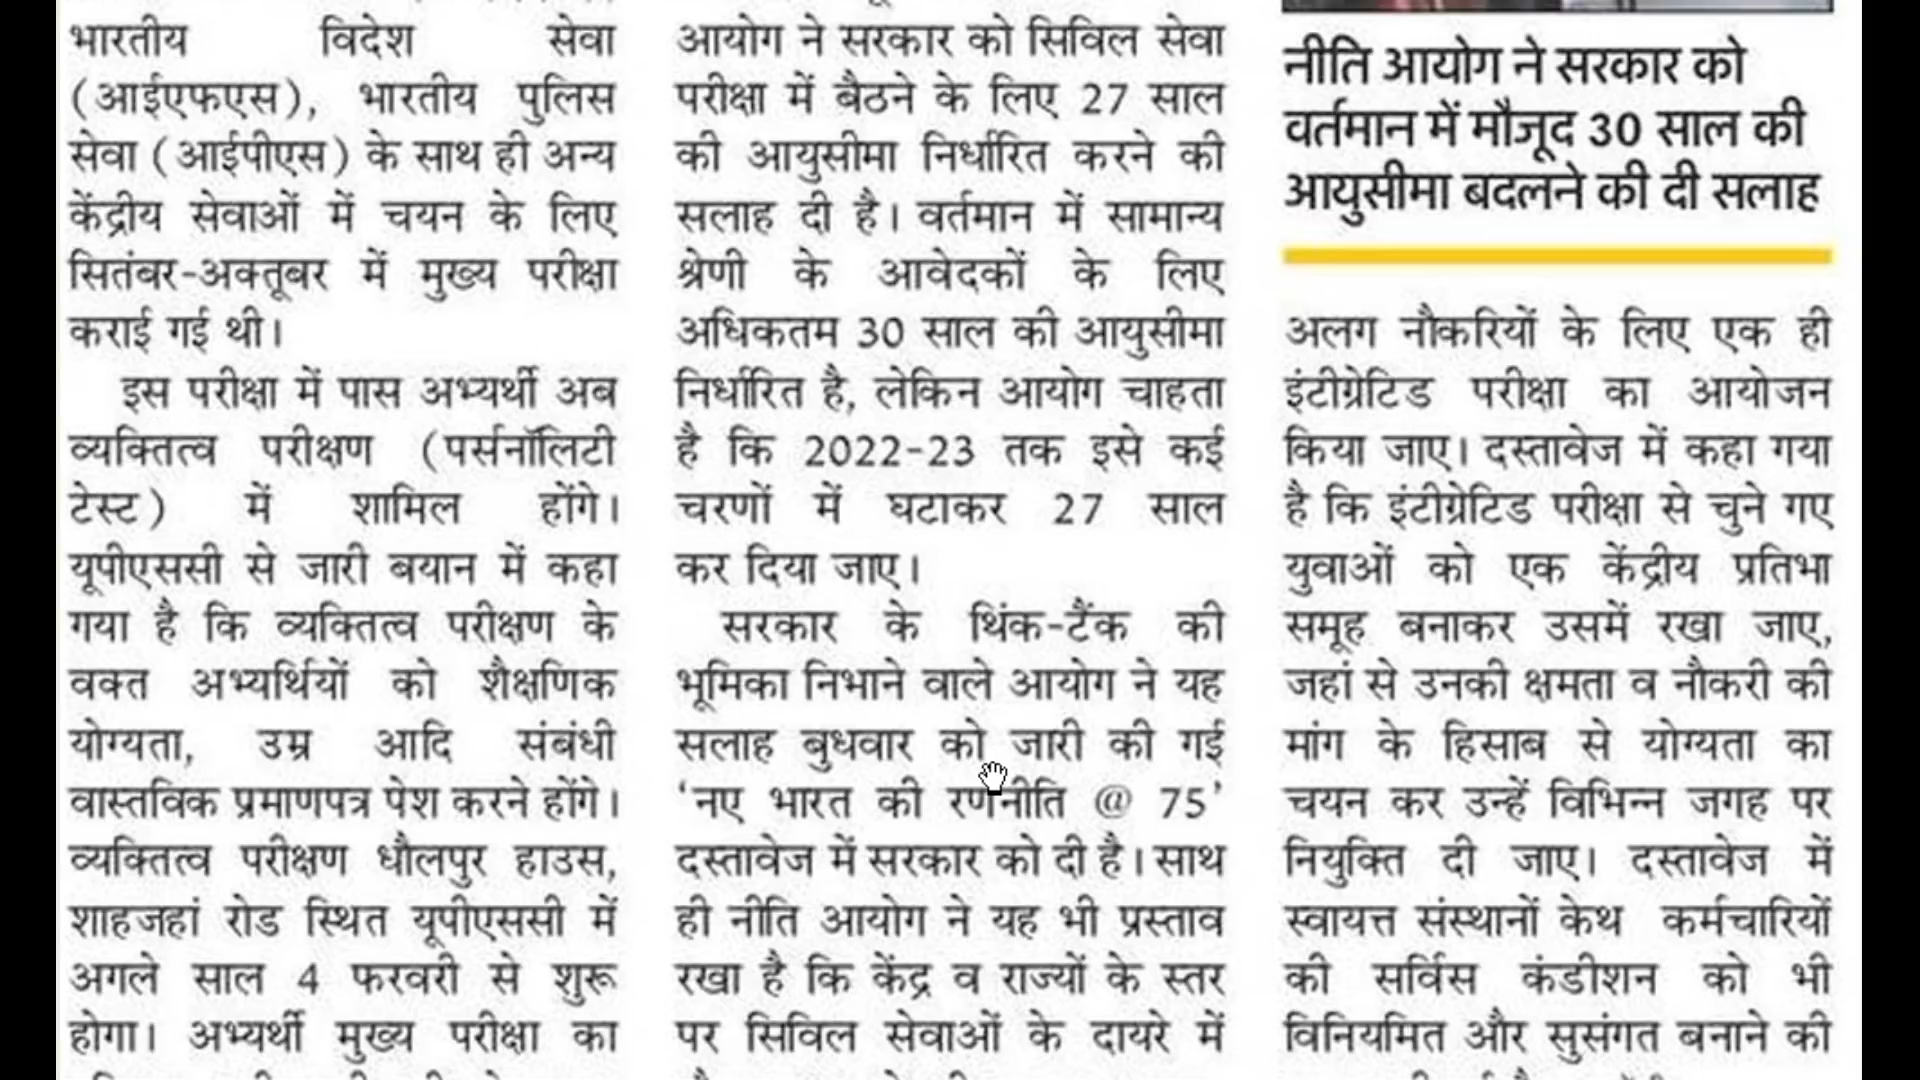 भारतीय विदेश सेवा
(आईएफएस), भारतीय पुलिस
सेवा (आईपीएस) के साथ ही अन्य
केंद्रीय सेवाओं में चयन के लिए
सितंबर-अक्तूबर में मुख्य परीक्षा
कराई गई थी।
इस परीक्षा में पास अभ्यर्थी अब
व्यक्तित्व परीक्षण (पर्सनॉलिटी
टेस्ट) में शामिल होंगे।
यूपीएससी से जारी बयान में कहा
गया है कि व्यक्तित्व परीक्षण के
वक्त अभ्यर्थियों को शैक्षणिक
योग्यता, उम्र आदि संबंधी
वास्तविक प्रमाणपत्र पेश करने होंगे।
व्यक्तित्व परीक्षण धौलपुर हाउस,
शाहजहां रोड स्थित यूपीएससी में
अगले साल 4 फरवरी से शुरू
होगा। अभ्यर्थी मुख्य परीक्षा का
आयोग ने सरकार को सिविल सेवा
परीक्षा में बैठने के लिए 27 साल
की आयुसीमा निर्धारित करने की
सलाह दी है। वर्तमान में सामान्य
श्रेणी के आवेदकों के लिए
अधिकतम 30 साल की आयुसीमा
निर्धारित है, लेकिन आयोग चाहता
है कि 2022-23 तक इसे कई
चरणों में घटाकर 27 साल
कर दिया जाए।
सरकार के थिंक-टैंक की
भूमिका निभाने वाले आयोग ने यह
सलाह बुधवार को जारी की गई
‘नए भारत की रणनीति @ 75’
दस्तावेज में सरकार को दी है। साथ
ही नीति आयोग ने यह भी प्रस्ताव
रखा है कि केंद्र व राज्यों के स्तर
पर सिविल सेवाओं के दायरे में
नीति आयोग ने सरकार को
वर्तमान में मौजूद 30 साल की
आयुसीमा बदलने की दी सलाह
अलग नौकरियों के लिए एक ही
इंटीग्रेटिड परीक्षा का आयोजन
किया जाए। दस्तावेज में कहा गया
है कि इंटीग्रेटिड परीक्षा से चुने गए
युवाओं को एक केंद्रीय प्रतिभा
समूह बनाकर उसमें रखा जाए,
जहां से उनकी क्षमता व नौकरी की
मांग के हिसाब से योग्यता का
चयन कर उन्हें विभिन्न जगह पर
नियुक्ति दी जाए। दस्तावेज में
स्वायत्त संस्थानों केथ कर्मचारियों
की सर्विस कंडीशन को भी
विनियमित और सुसंगत बनाने की